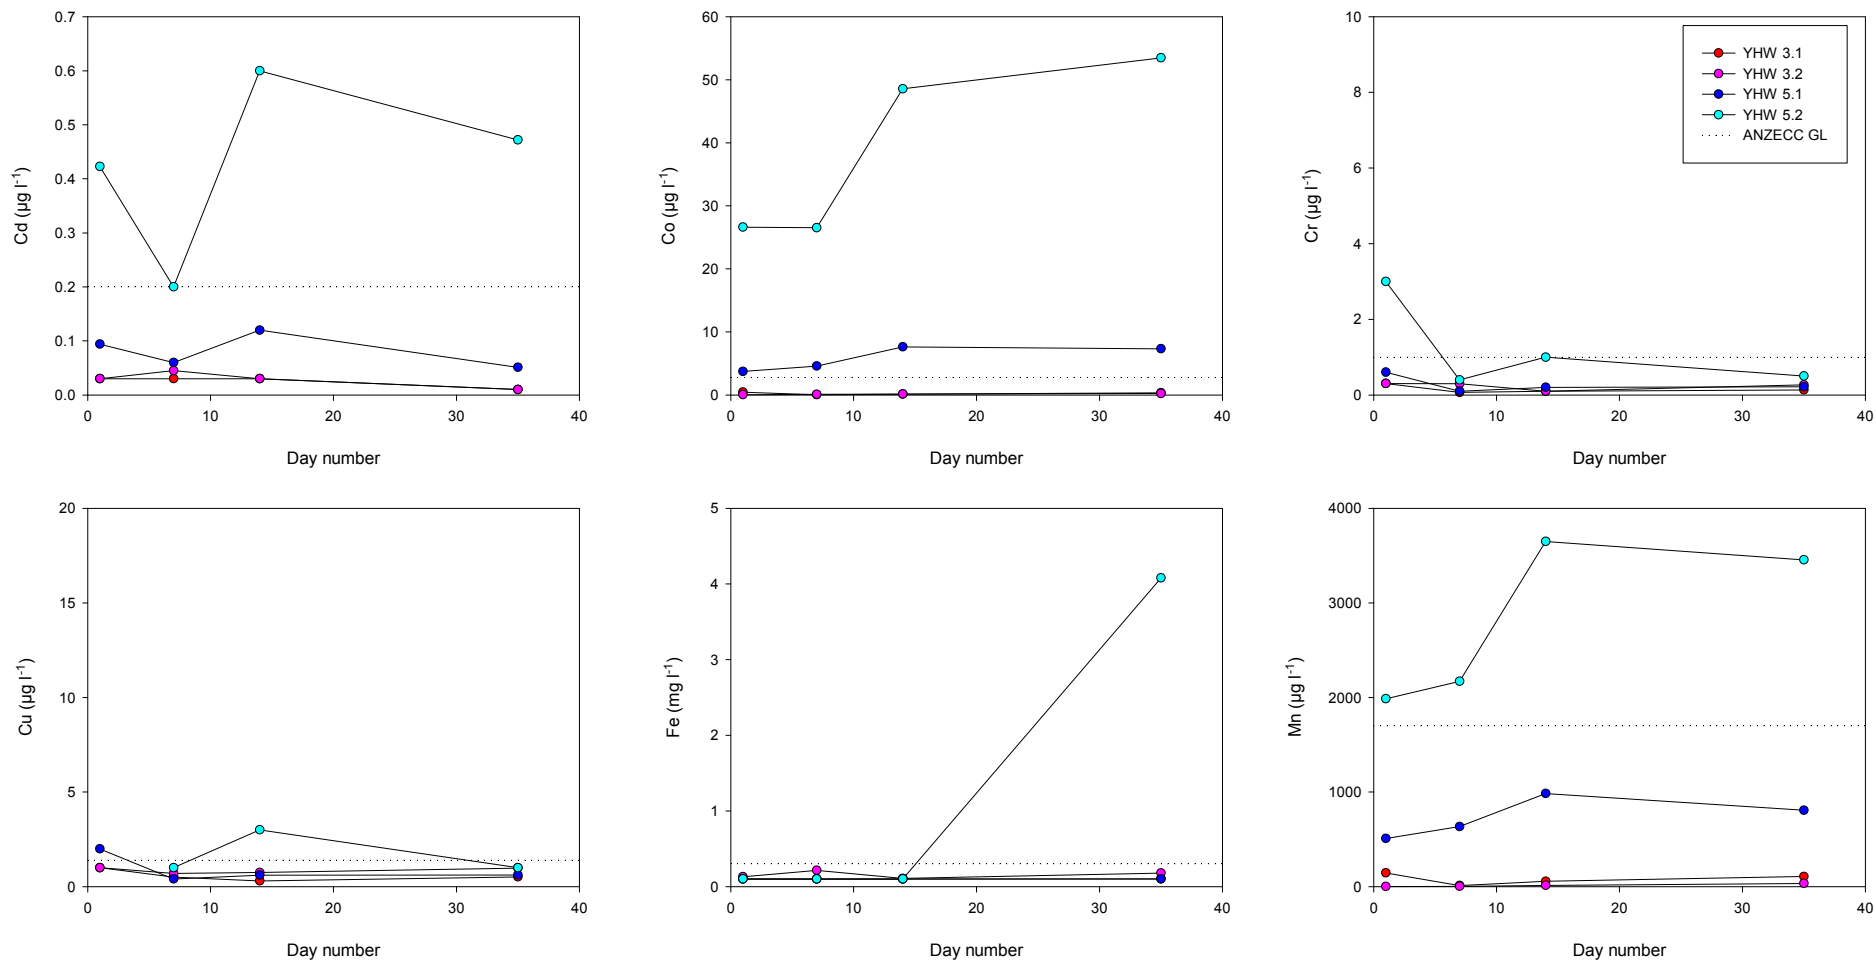 0.7
0.6
0.5
0.4
0.3
0.2
0.1
0.0
Cd (µg l-1)
0 10 20 30 40
Day number
60
50
40
30
20
10
0
Co (µg l-1)
0 10 20 30 40
Day number
10
8
6
4
2
0
Cr (µg l-1)
0 10 20 30 40
Day number
YHW 3.1
YHW 3.2
YHW 5.1
YHW 5.2
ANZECC GL
20
15
10
5
0
Cu (µg l-1)
0 10 20 30 40
Day number
5
4
3
2
1
0
Fe (mg l-1)
0 10 20 30 40
Day number
4000
3000
2000
1000
0
Mn (µg l-1)
0 10 20 30 40
Day number